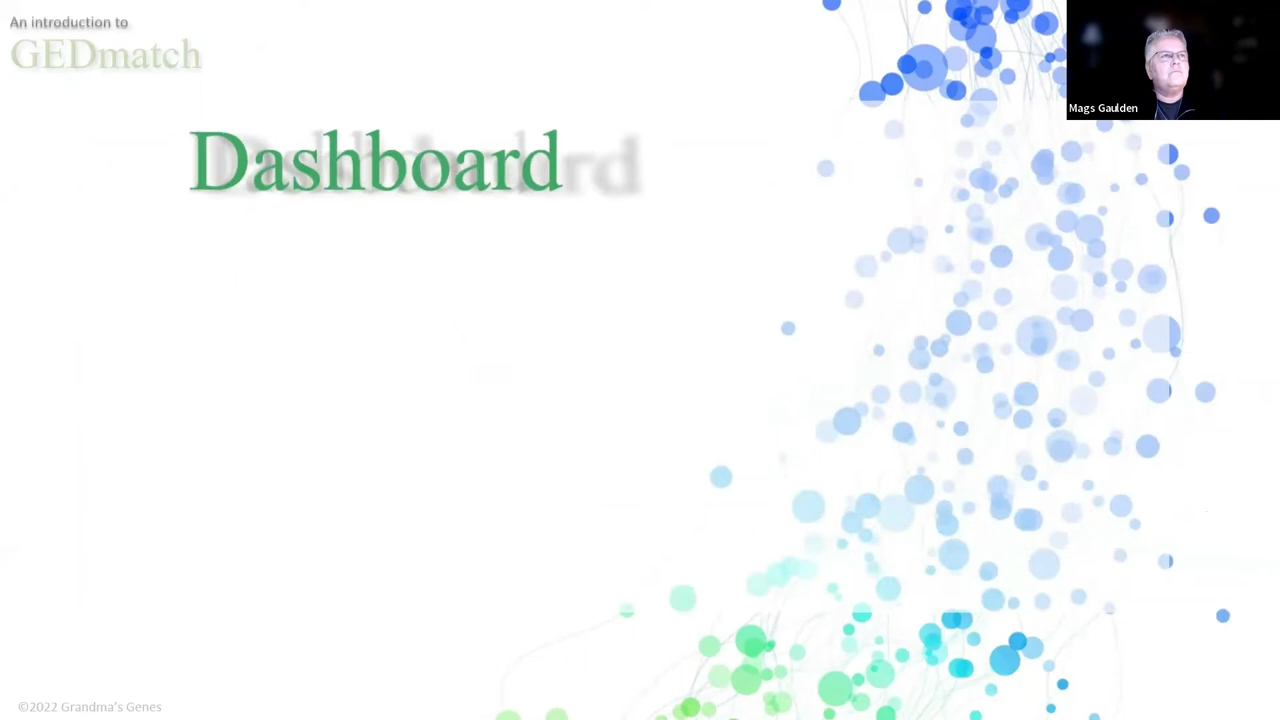 An introduction to
GEDmatch
Mags Gaulden
Dashboard
©2022 Grandma's Genes